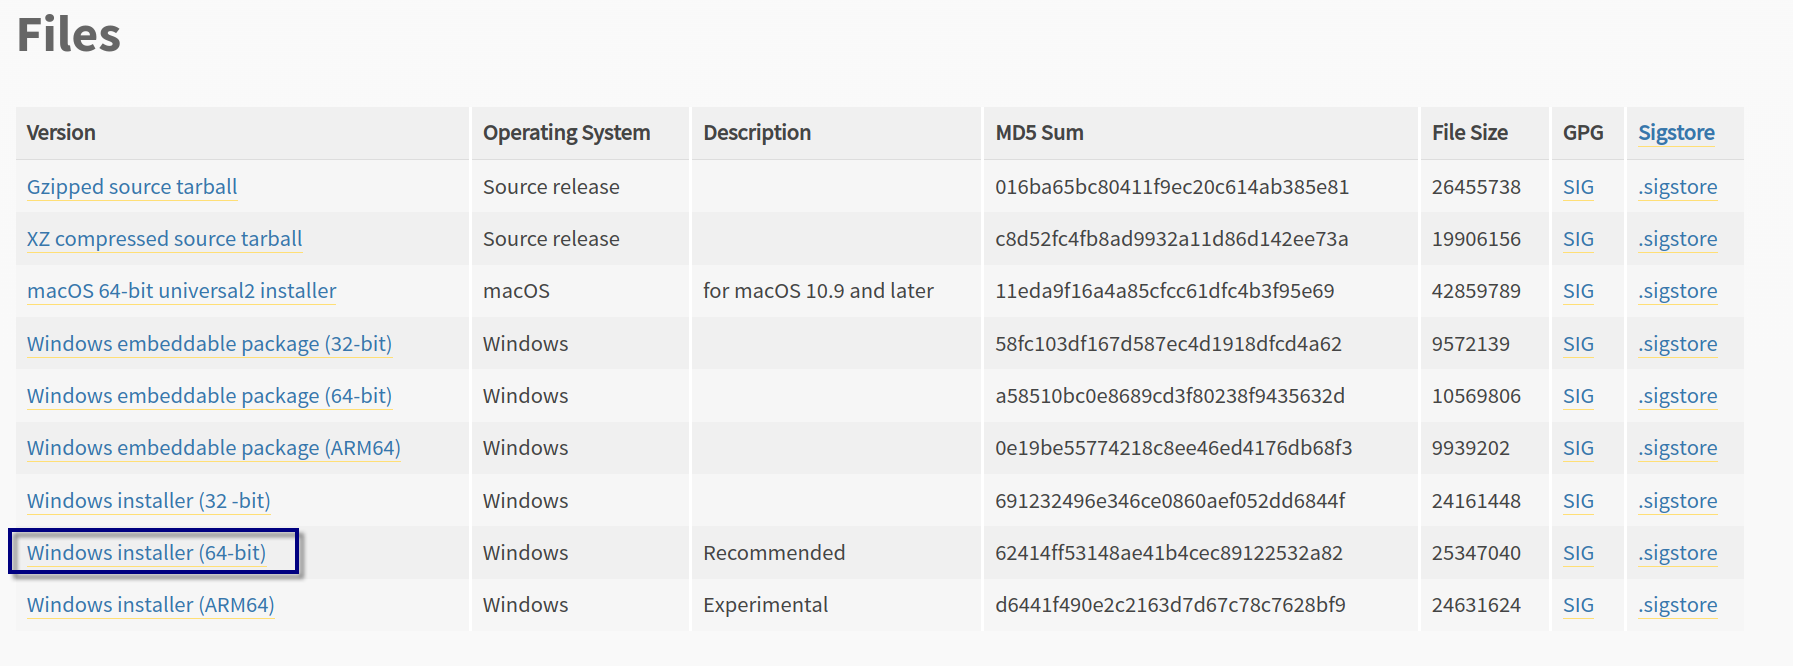 Files
Version Operating System Description MD5 Sum File Size GPG Sigstore
Gzipped source tarball Source release 016ba65bc80411f9ec20c614ab385e81 26455738 SIG .sigstore
XZ compressed source tarball Source release c8d52fc4fb8ad9932a11d86d142ee73a 19906156 SIG .sigstore
macOS 64-bit universal2 installer macOS for macOS 10.9 and later 11eda9f16a4a85cfcc61dfc4b3f95e69 42859789 SIG .sigstore
Windows embeddable package (32-bit) Windows 58fc103df167d587ec4d1918dfcd4a62 9572139 SIG .sigstore
Windows embeddable package (64-bit) Windows a58510bc0e8689cd3f80238f9435632d 10569806 SIG .sigstore
Windows embeddable package (ARM64) Windows 0e19be55774218c8ee46ed4176db68f3 9939202 SIG .sigstore
Windows installer (32 -bit) Windows 691232496e346ce0860aef052dd6844f 24161448 SIG .sigstore
Windows installer (64-bit) Windows Recommended 62414ff53148ae41b4cec89122532a82 25347040 SIG .sigstore
Windows installer (ARM64) Windows Experimental d6441f490e2c2163d7d67c78c7628bf9 24631624 SIG .sigstore